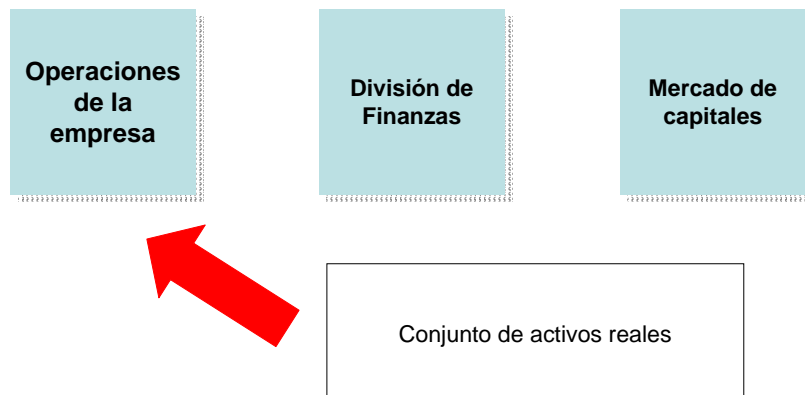 Operaciones
de la
empresa
División de
Finanzas
Mercado de
capitales
Conjunto de activos reales